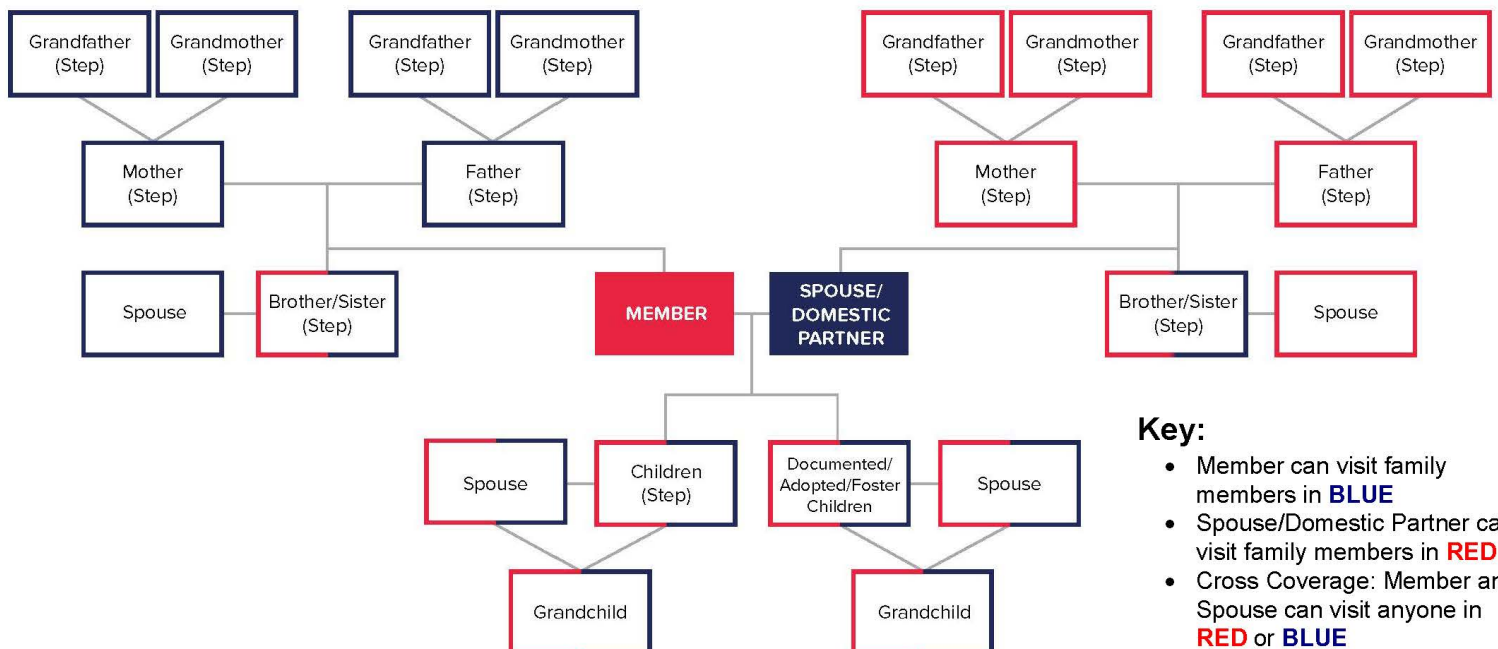 Grandfather
(Step)
Grandmother
(Step)
Grandfather
(Step)
Grandmother
(Step)
Grandfather
(Step)
Grandmother
(Step)
Grandfather
(Step)
Grandmother
(Step)
Mother
(Step)
Father
(Step)
Mother
(Step)
Father
(Step)
Spouse
Brother/Sister
(Step)
MEMBER
SPOUSE/
DOMESTIC
PARTNER
Brother/Sister
(Step)
Spouse
Spouse
Children
(Step)
Documented/
Adopted/Foster
Children
Spouse
Grandchild
Grandchild
Key:
• Member can visit family
members in BLUE
• Spouse/Domestic Partner ca
visit family members in RED
• Cross Coverage: Member an
Spouse can visit anyone in
RED or BLUE